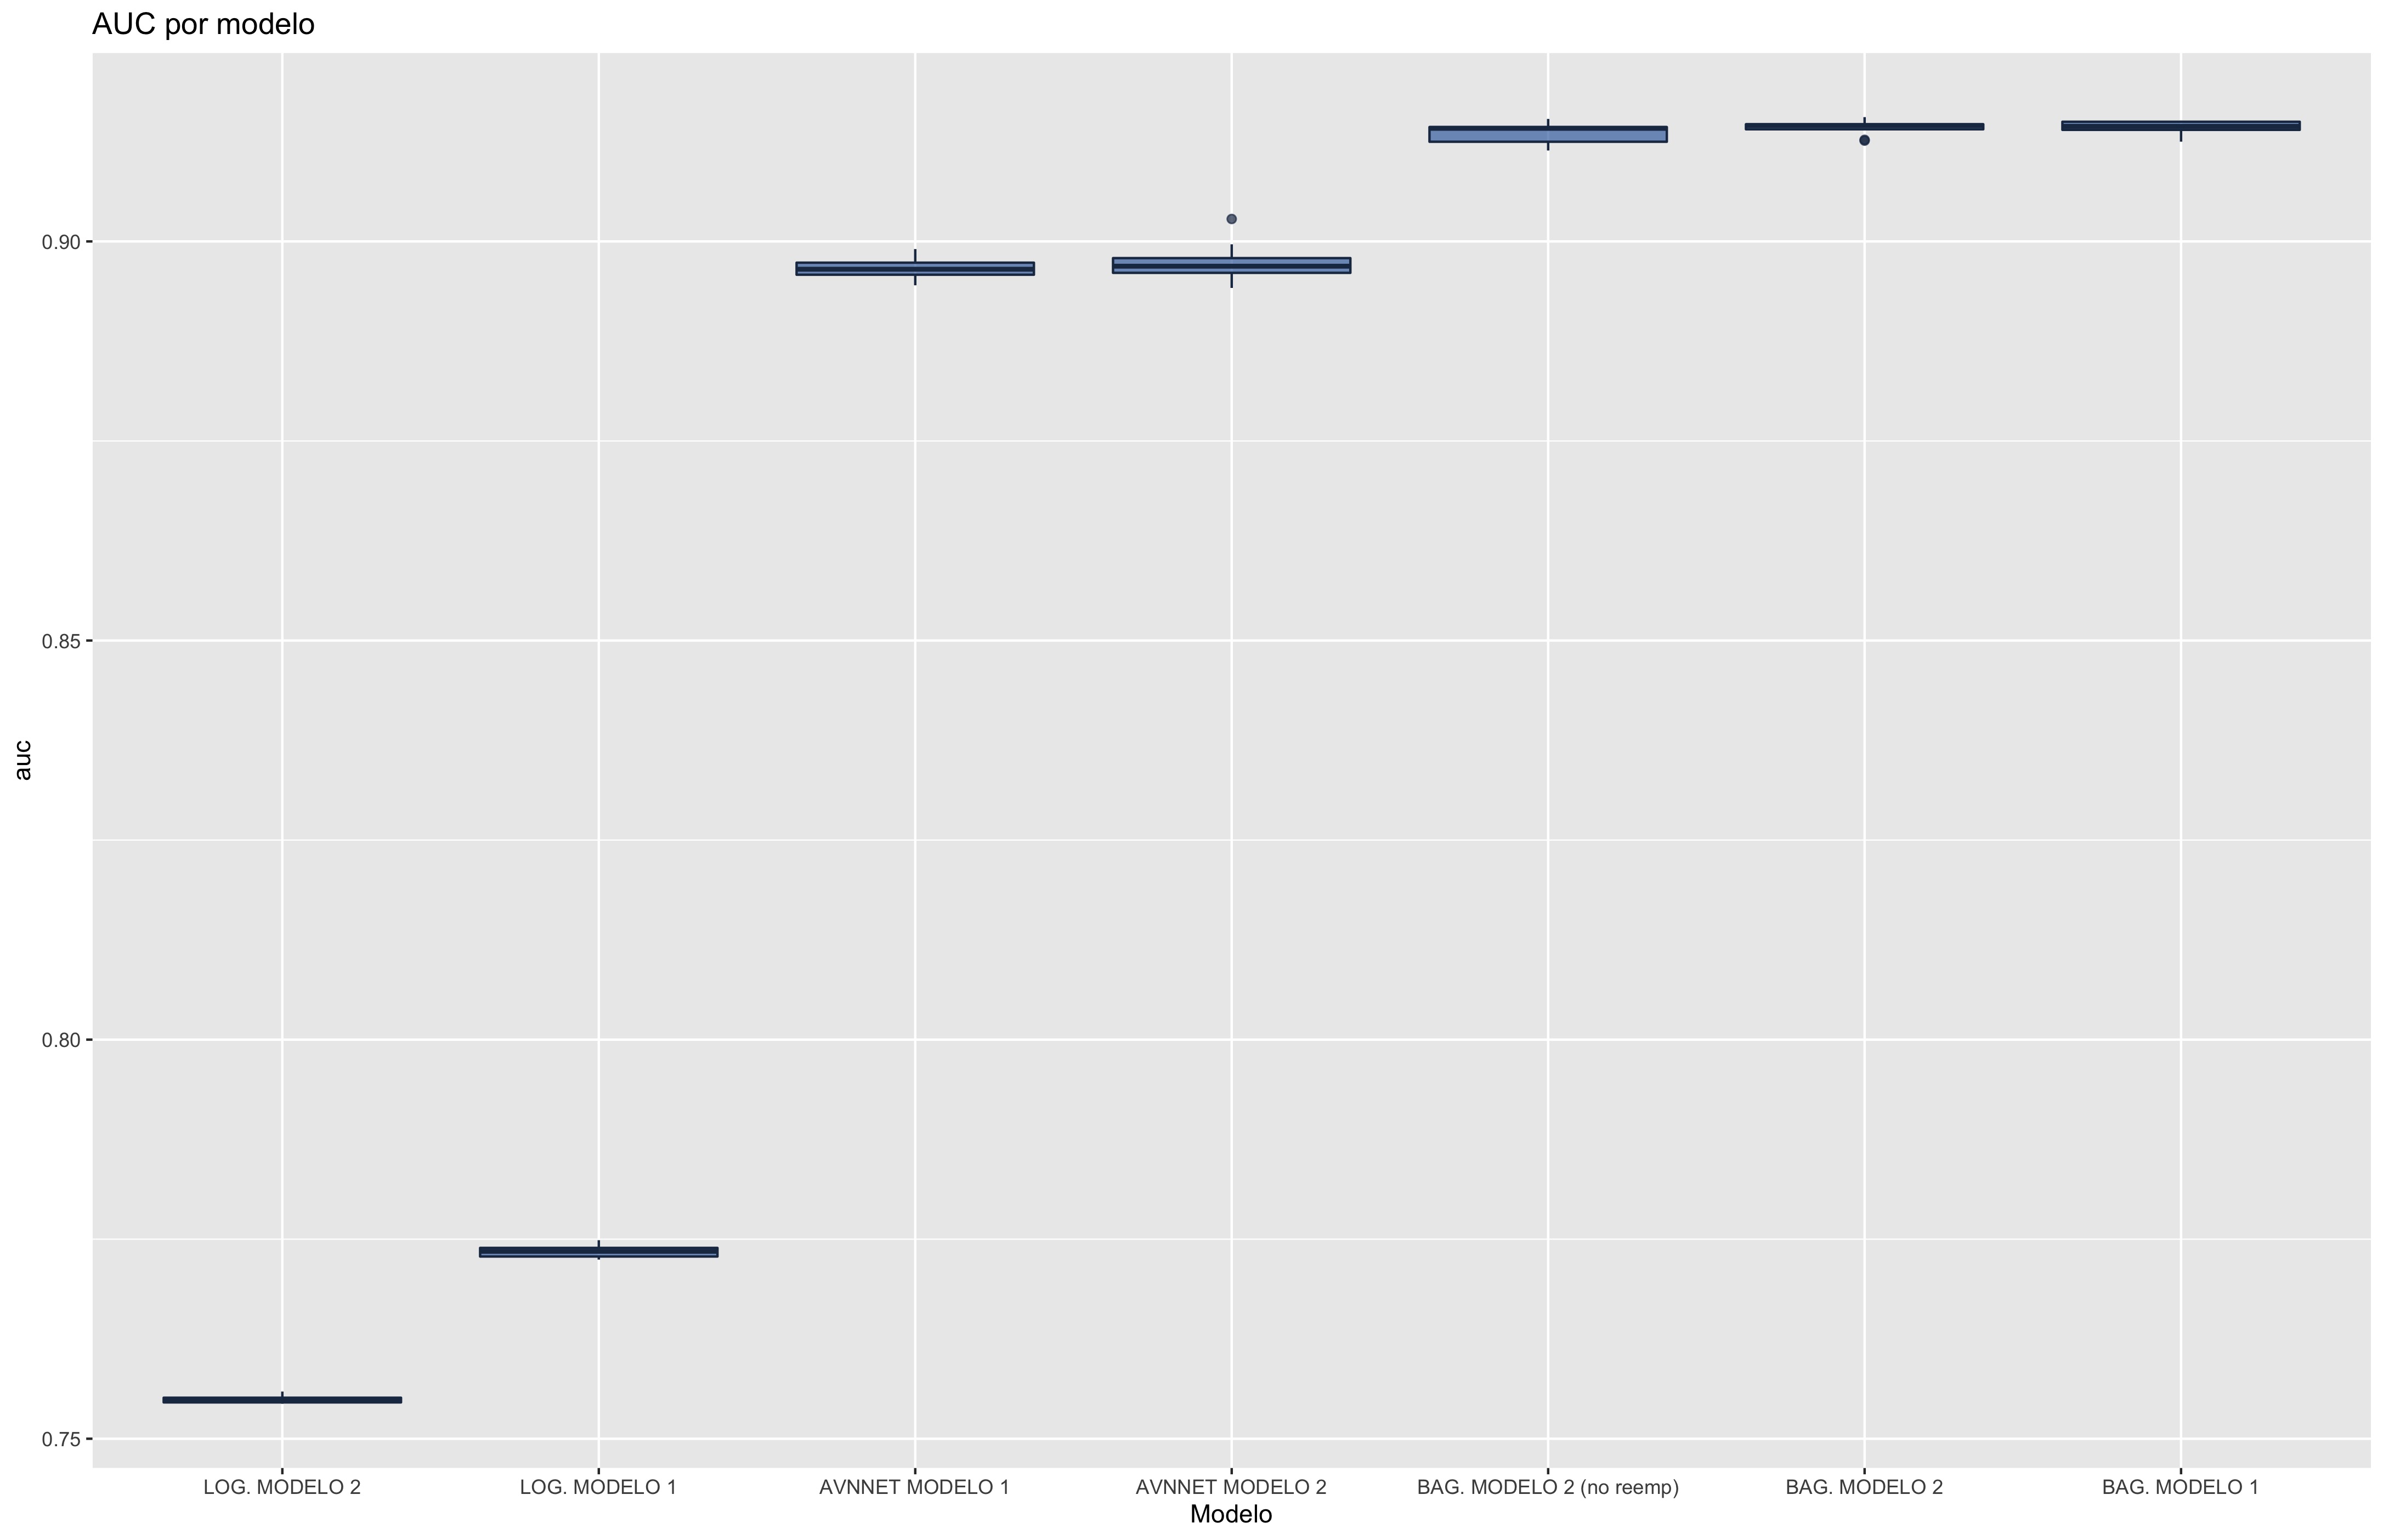 AUC por modelo
auc
0.90
0.85
0.80
0.75
LOG. MODELO 2
LOG. MODELO 1
AVNNET MODELO 1
AVNNET MODELO 2
BAG. MODELO 2 (no reemp)
BAG. MODELO 2
BAG. MODELO 1
Modelo